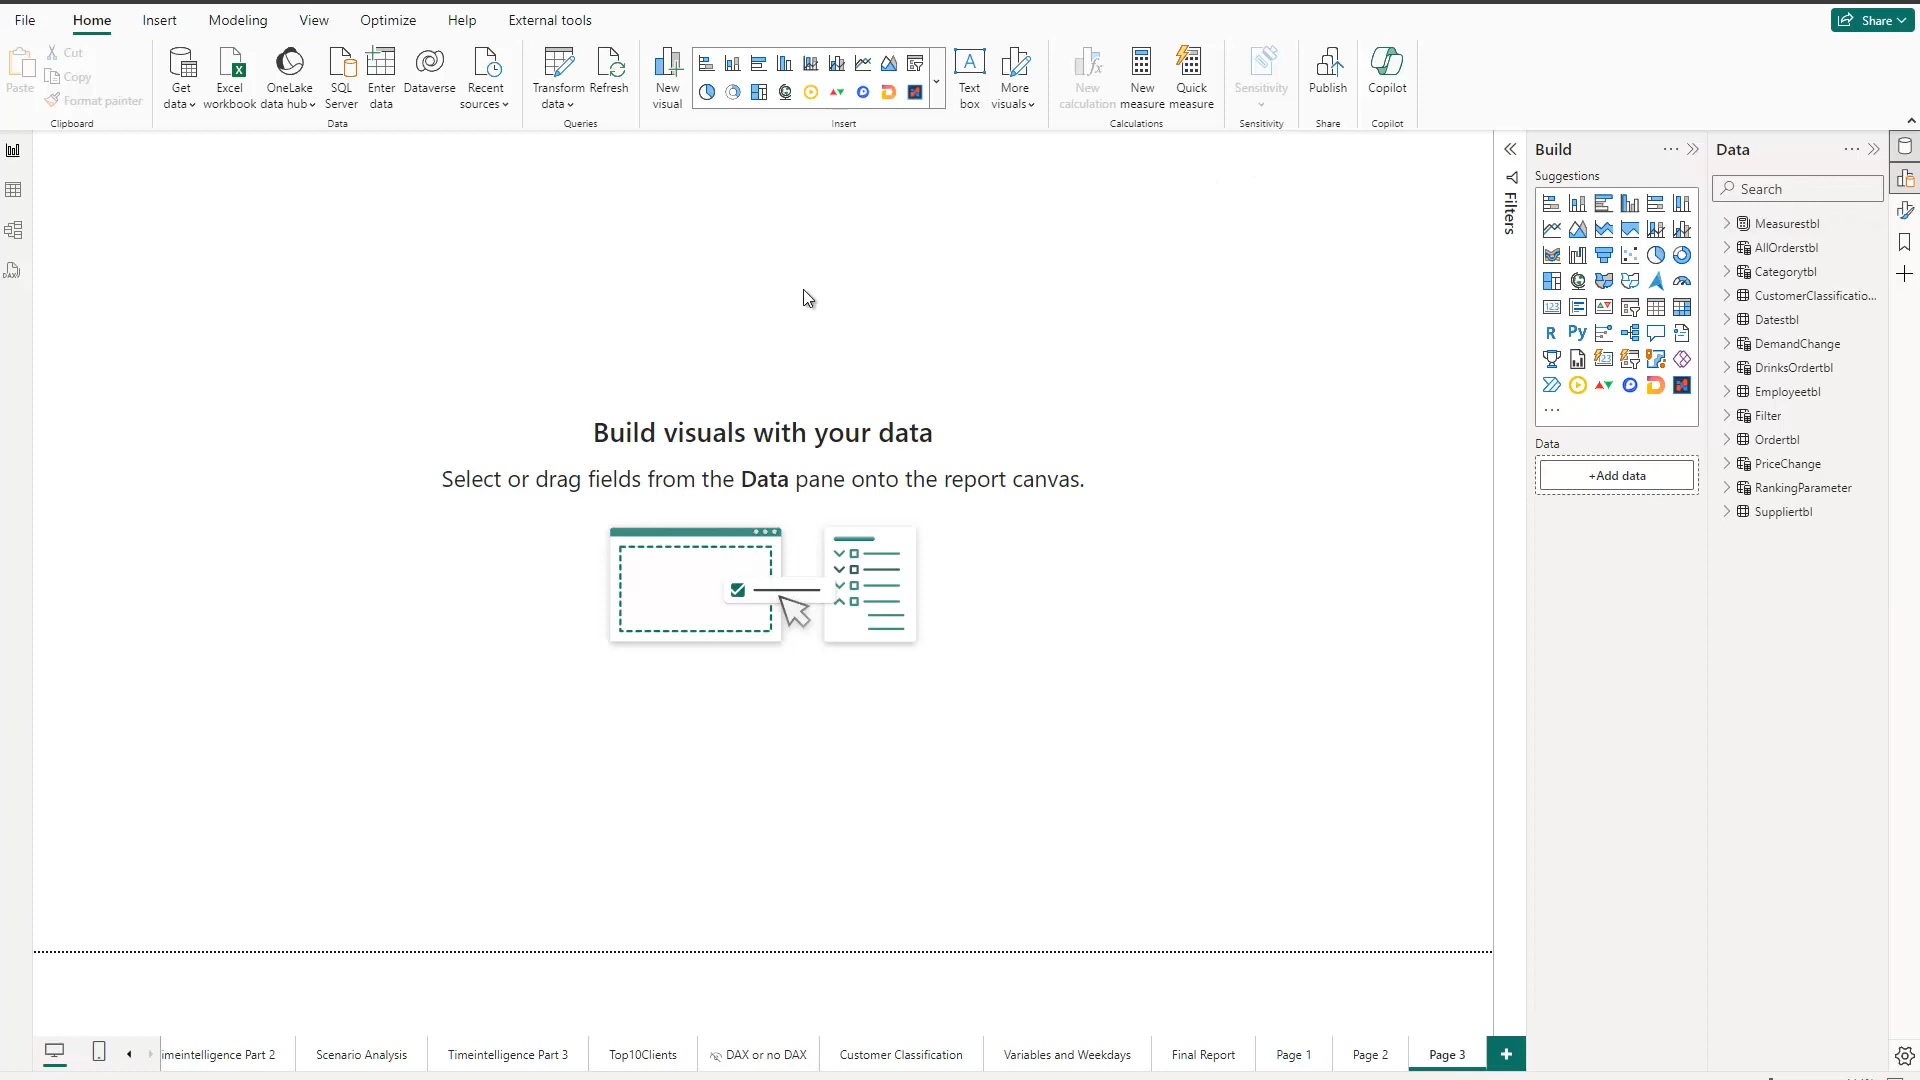 File Home Insert Modeling View Optimize Help External tools Share
Paste Cut Copy Format painter
Clipboard
Get data Excel workbook OneLake data hub SQL Server Enter data Dataverse Recent sources
Data
Transform data Refresh
Queries
New visual Text box More visuals
Insert
New calculation New measure Quick measure
Calculations
Sensitivity
Sensitivity
Publish
Share
Copilot
Copilot
Filters
Build
Suggestions
R Py
123
...
Data
+Add data
Data
Search
Measurestbl
AllOrderstbl
Categorytbl
CustomerClassificatio...
Datestbl
DemandChange
DrinksOrdertbl
Employeetbl
Filter
Ordertbl
PriceChange
RankingParameter
Suppliertbl
DAX
Build visuals with your data
Select or drag fields from the Data pane onto the report canvas.
imeintelligence Part 2 Scenario Analysis Timeintelligence Part 3 Top10Clients DAX or no DAX Customer Classification Variables and Weekdays Final Report Page 1 Page 2 Page 3 +